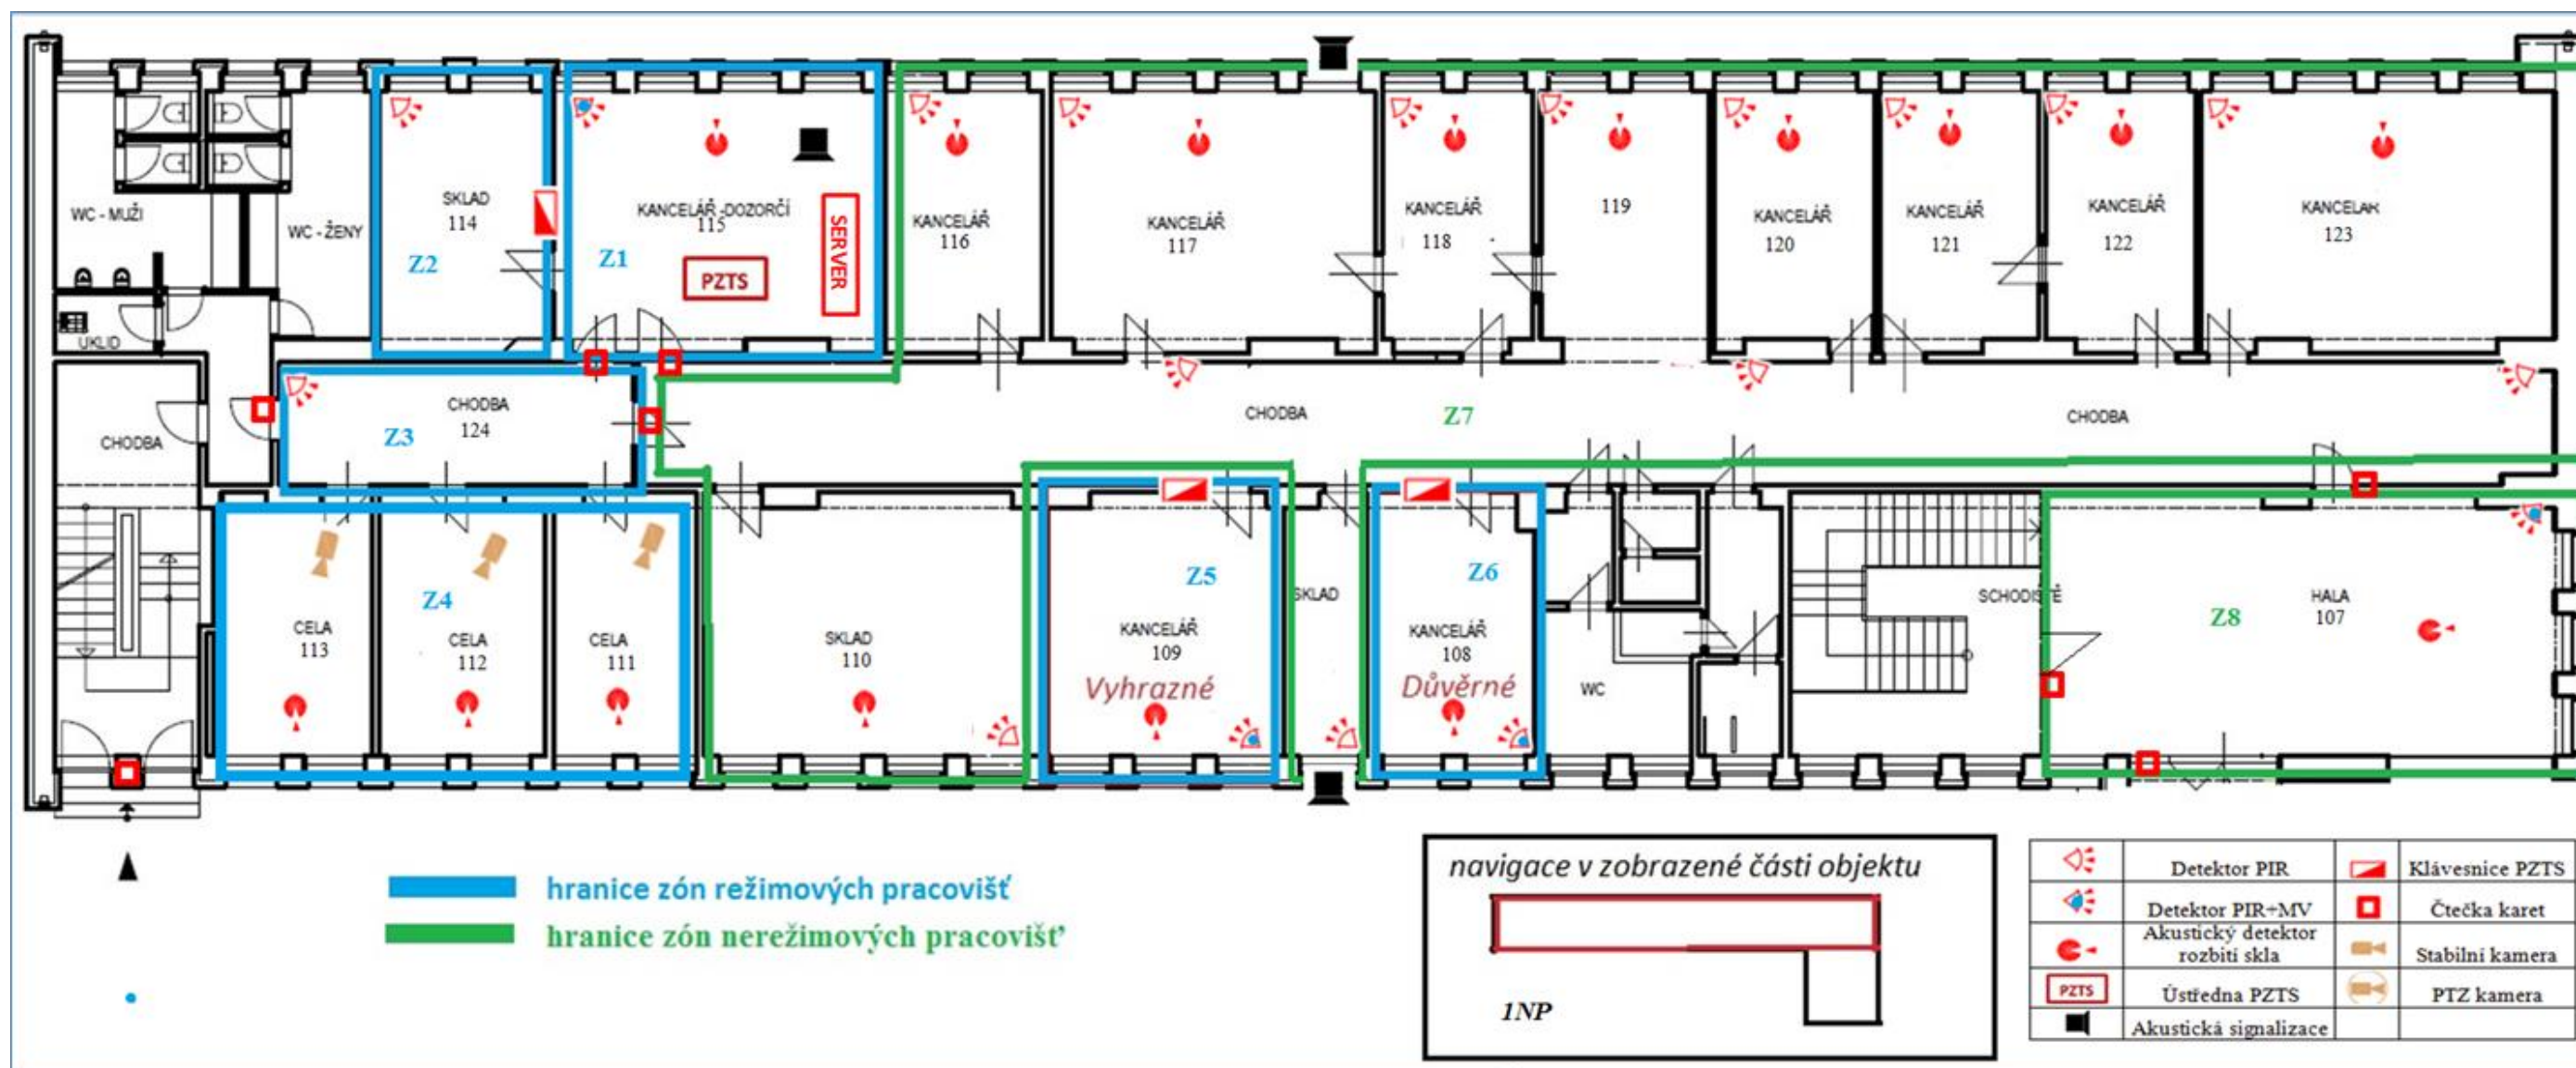 WC - MUŽI
WC - ŽENY
UKLID
SKLAD
114
Z2
KANCELÁŘ -DOZORČÍ
115
Z1
PZTS
SERVER
KANCELÁŘ
116
KANCELÁŘ
117
KANCELÁŘ
118
119
KANCELÁŘ
120
KANCELÁŘ
121
KANCELÁŘ
122
KANCELAR
123
CHODBA
CHODBA
124
Z3
CHODBA
Z7
CHODBA
CELA
113
Z4
CELA
112
CELA
111
SKLAD
110
Z5
KANCELÁŘ
109
Vyhrazné
SKLAD
Z6
KANCELÁŘ
108
Důvěrné
WC
SCHODIŠTĚ
Z8
HALA
107
hranice zón režimových pracovišť
hranice zón nerežimových pracovišť
navigace v zobrazené části objektu
1NP
Detektor PIR
Klávesnice PZTS
Detektor PIR+MV
Čtečka karet
Akustický detektor
rozbití skla
Stabilní kamera
PZTS
Ústředna PZTS
PTZ kamera
Akustická signalizace